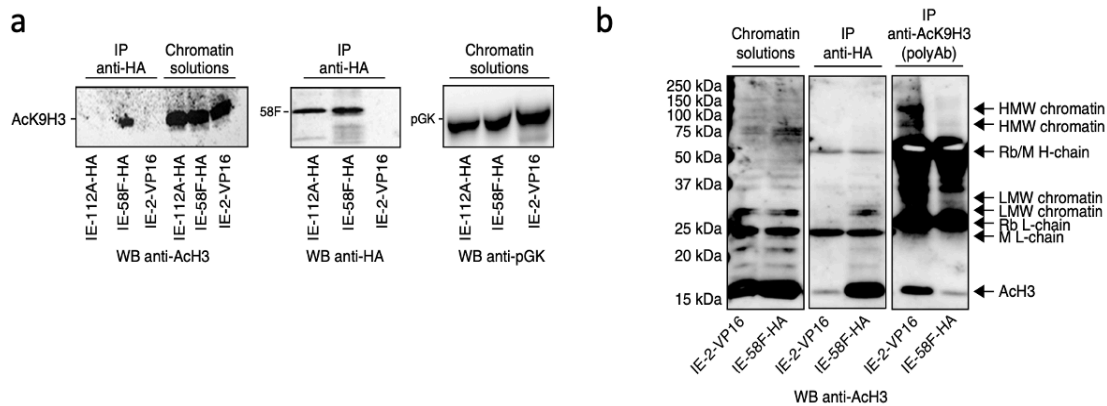 a
IP
anti-HA
Chromatin
solutions
AcK9H3
IE-112A-HA
IE-58F-HA
IE-2-VP16
IE-112A-HA
IE-58F-HA
IE-2-VP16
WB anti-AcH3
IP
anti-HA
58F
IE-112A-HA
IE-58F-HA
IE-2-VP16
WB anti-HA
Chromatin
solutions
pGK
IE-112A-HA
IE-58F-HA
IE-2-VP16
WB anti-pGK
b
Chromatin
solutions
IP
anti-HA
IP
anti-AcK9H3
(polyAb)
250 kDa
150 kDa
100 kDa
75 kDa
50 kDa
37 kDa
25 kDa
20 kDa
15 kDa
HMW chromatin
HMW chromatin
Rb/M H-chain
LMW chromatin
LMW chromatin
Rb L-chain
M L-chain
AcH3
IE-2-VP16
IE-58F-HA
IE-2-VP16
IE-58F-HA
IE-2-VP16
IE-58F-HA
WB anti-AcH3